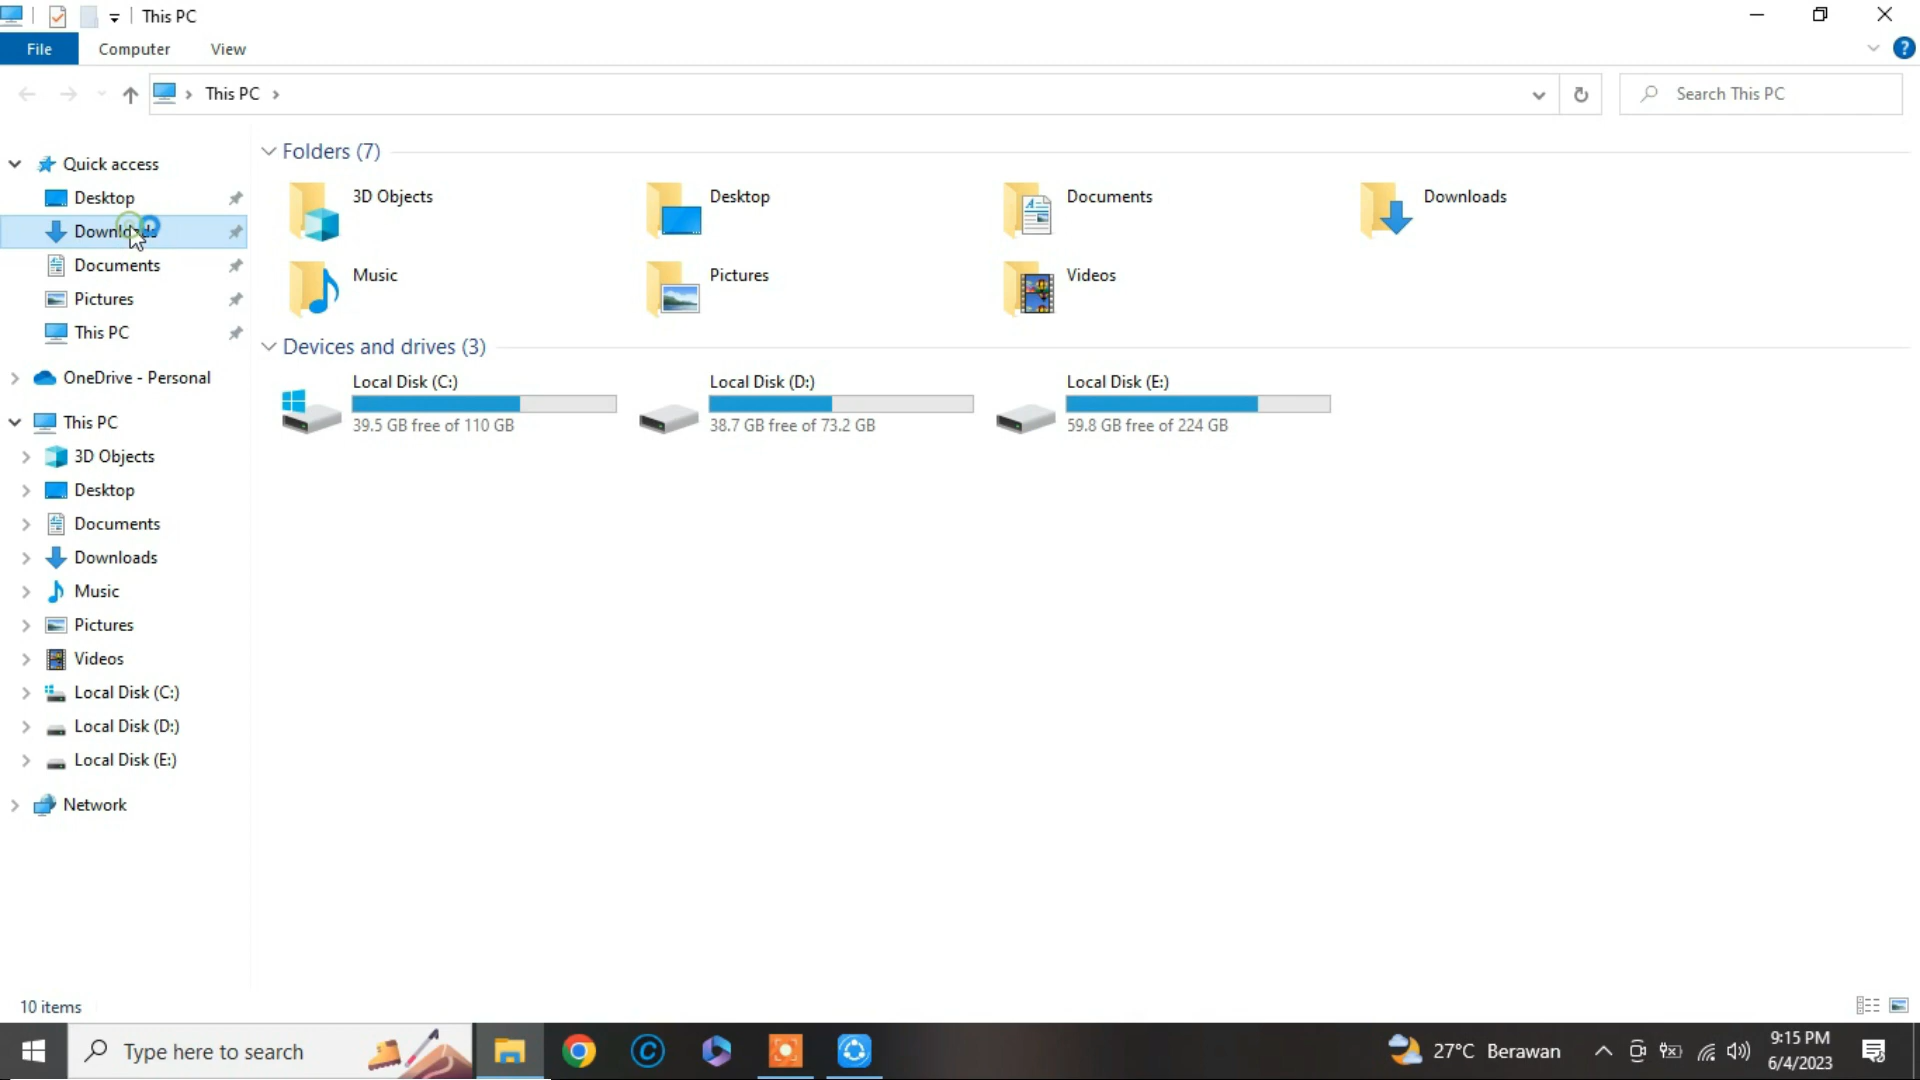 This PC
File Computer View
This PC
Search This PC
Quick access
Desktop
Downloads
Documents
Pictures
This PC
OneDrive - Personal
This PC
3D Objects
Desktop
Documents
Downloads
Music
Pictures
Videos
Local Disk (C:)
Local Disk (D:)
Local Disk (E:)
Network
Folders (7)
3D Objects
Desktop
Documents
Downloads
Music
Pictures
Videos
Devices and drives (3)
Local Disk (C:)
39.5 GB free of 110 GB
Local Disk (D:)
38.7 GB free of 73.2 GB
Local Disk (E:)
59.8 GB free of 224 GB
10 items
Type here to search
27°C Berawan
9:15 PM
6/4/2023